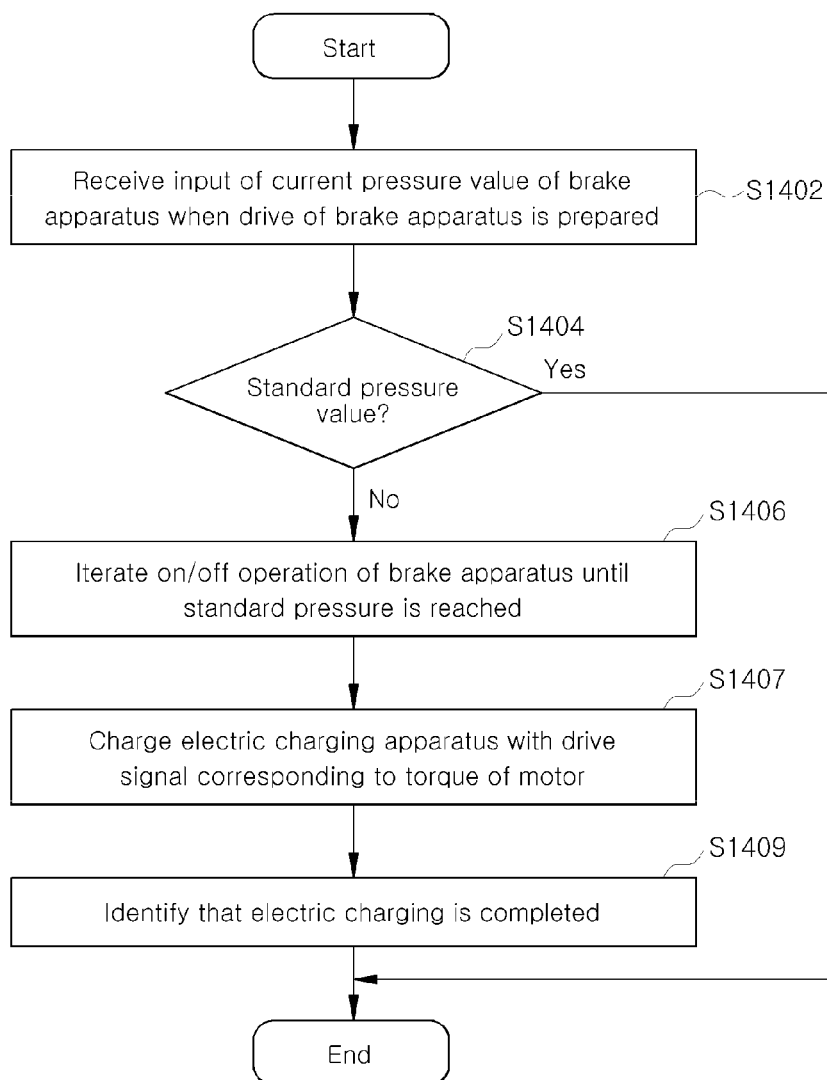 Start
Receive input of current pressure value of brake
apparatus when drive of brake apparatus is prepared
S1402
S1404
Standard pressure
value?
Yes
No
S1406
Iterate on/off operation of brake apparatus until
standard pressure is reached
S1407
Charge electric charging apparatus with drive
signal corresponding to torque of motor
S1409
Identify that electric charging is completed
End